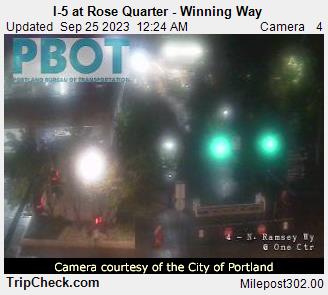 I-5 at Rose Quarter - Winning Way
Updated Sep 25 2023 12:24 AM Camera 4
PBOT
PORTLAND BUREAU OF TRANSPORTATION
4 - N. Ramsey Wy
@ One Ctr
Camera courtesy of the City of Portland
TripCheck.com Milepost302.00